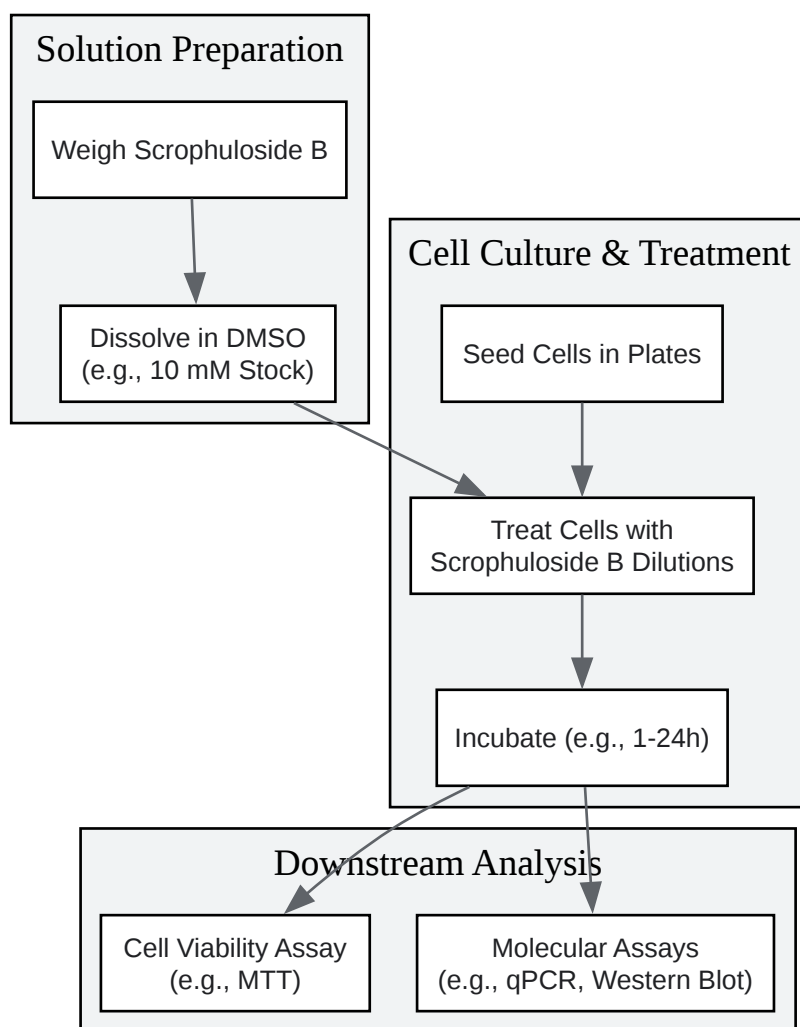 Solution Preparation
Weigh Scrophuloside B
Dissolve in DMSO
(e.g., 10 mM Stock)
Cell Culture & Treatment
Seed Cells in Plates
Treat Cells with
Scrophuloside B Dilutions
Incubate (e.g., 1-24h)
Downstream Analysis
Cell Viability Assay
(e.g., MTT)
Molecular Assays
(e.g., qPCR, Western Blot)